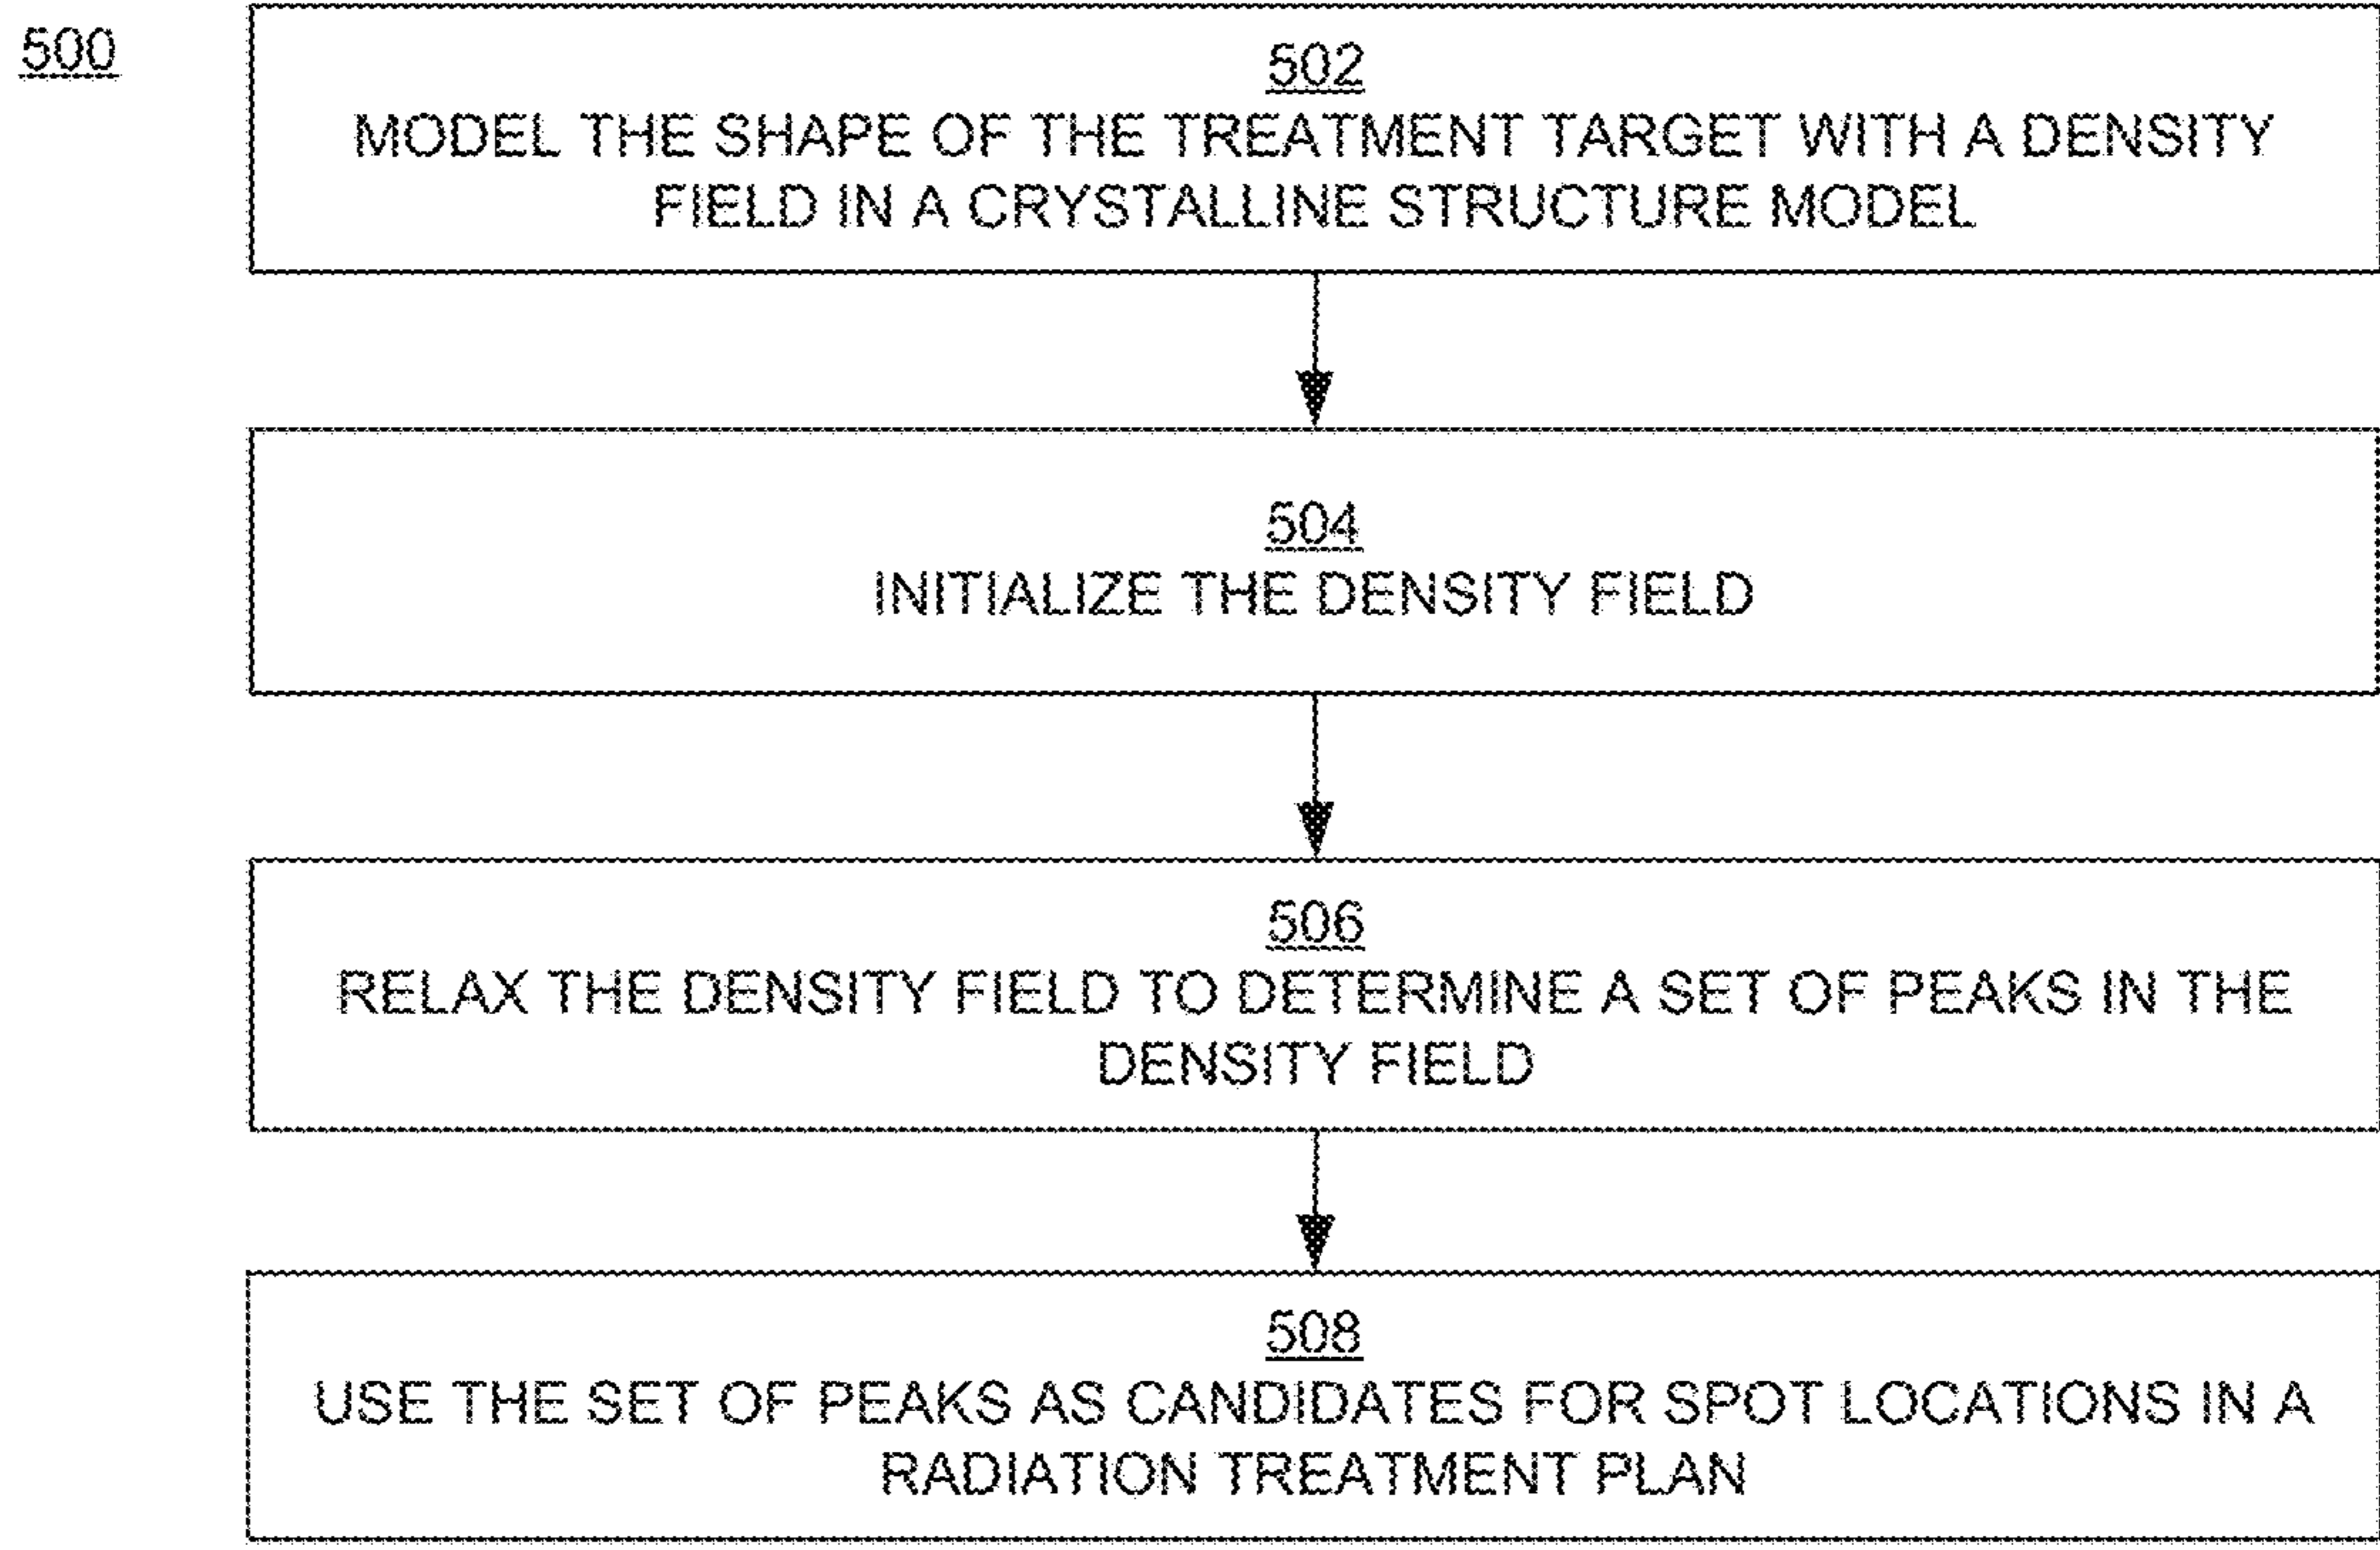 500
502
MODEL THE SHAPE OF THE TREATMENT TARGET WITH A DENSITY
FIELD IN A CRYSTALLINE STRUCTURE MODEL
504
INITIALIZE THE DENSITY FIELD
506
RELAX THE DENSITY FIELD TO DETERMINE A SET OF PEAKS IN THE
DENSITY FIELD
508
USE THE SET OF PEAKS AS CANDIDATES FOR SPOT LOCATIONS IN A
RADIATION TREATMENT PLAN